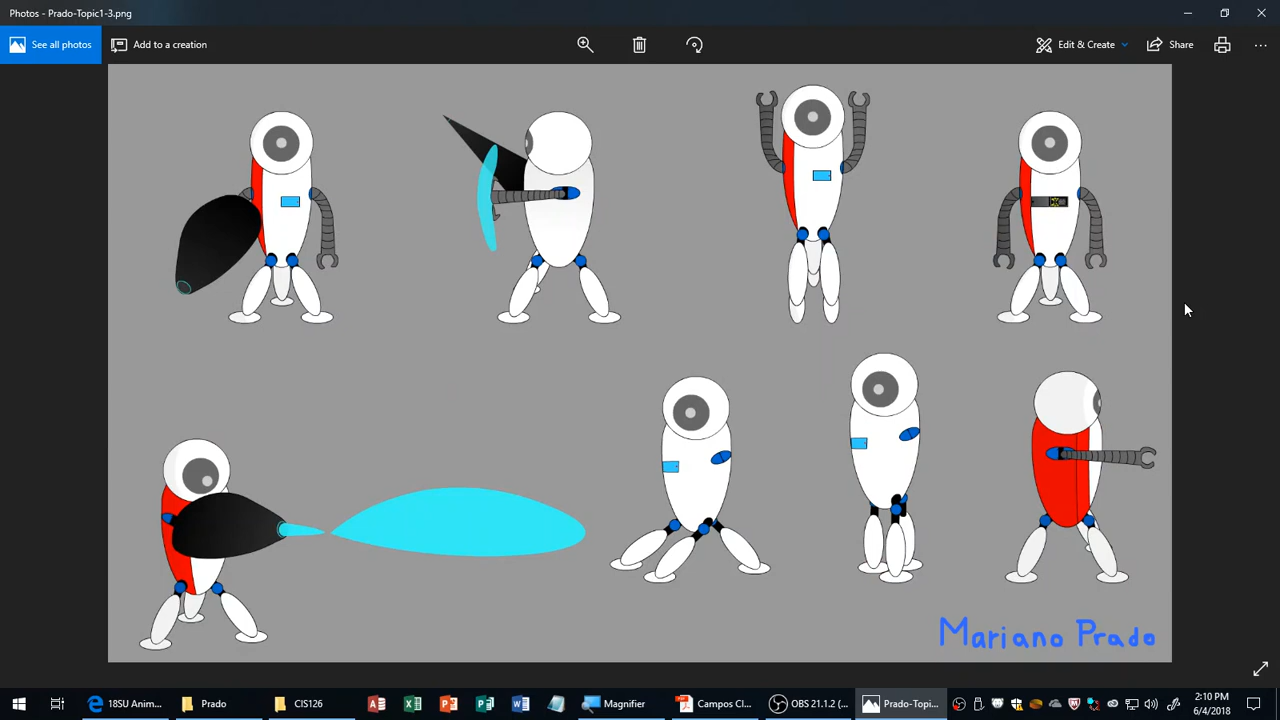 Photos - Prado-Topic1-3.png
See all photos
Add to a creation
Edit & Create
Share
Mariano Prado
18SU Anim...
Prado
CIS126
Magnifier
Campos Cl...
OBS 21.1.2 (...
Prado-Topi...
2:10 PM
6/4/2018